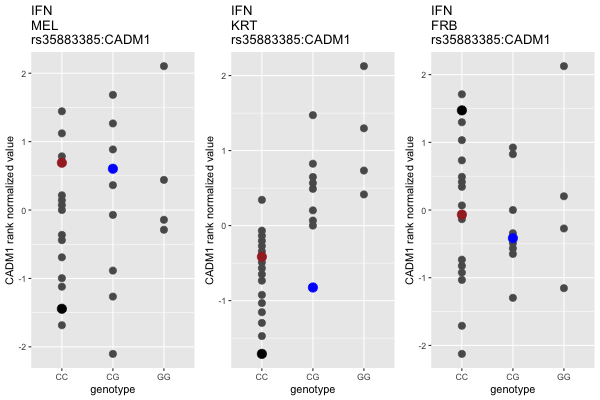 IFN
MEL
rs35883385:CADM1
CADM1 rank normalized value
2
1
0
-1
-2
CC CG GG
genotype
IFN
KRT
rs35883385:CADM1
CADM1 rank normalized value
2
1
0
-1
CC CG GG
genotype
IFN
FRB
rs35883385:CADM1
CADM1 rank normalized value
2
1
0
-1
-2
CC CG GG
genotype